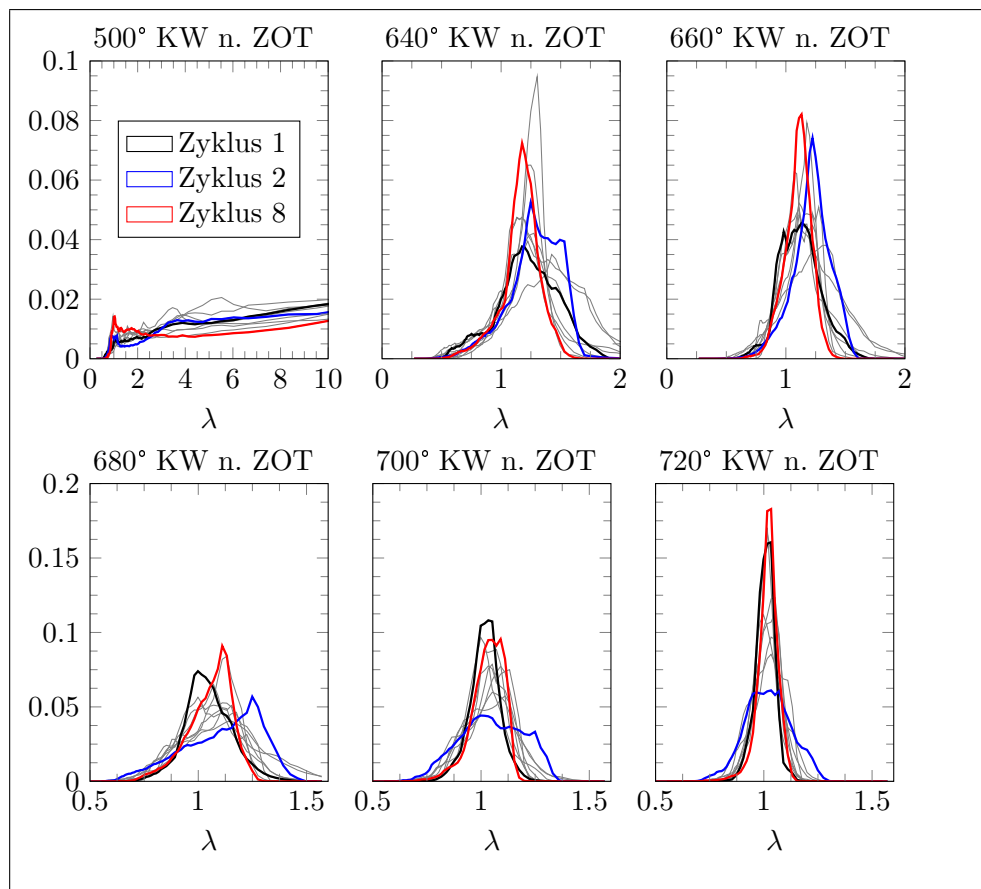 500° KW n. ZOT 640° KW n. ZOT 660° KW n. ZOT
0.1
0.08
0.06
0.04
0.02
0
Zyklus 1
Zyklus 2
Zyklus 8
0 2 4 6 8 10 0 1 2 0 1 2
λ λ λ
680° KW n. ZOT 700° KW n. ZOT 720° KW n. ZOT
0.2
0.15
0.1
0.05
0
0.5 1 1.5 0.5 1 1.5 0.5 1 1.5
λ λ λ